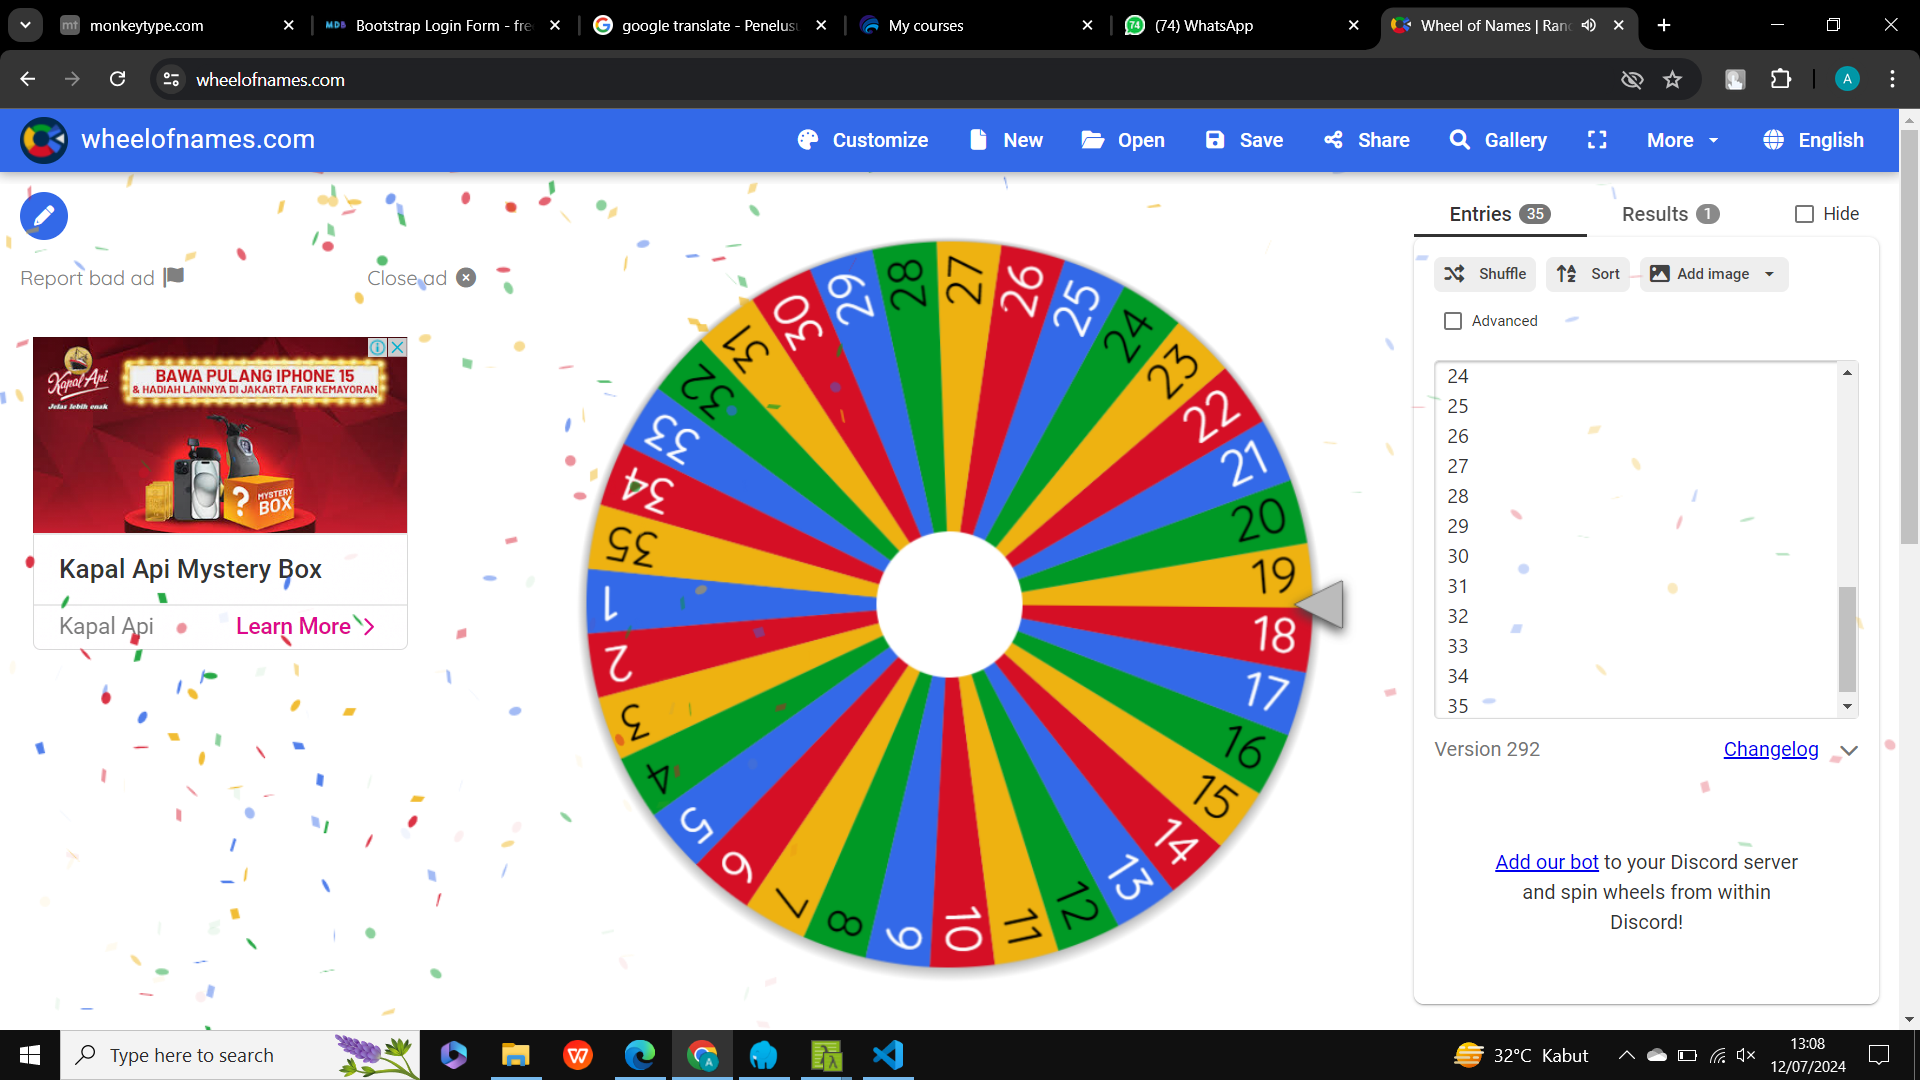 monkeytype.com
Bootstrap Login Form - fre
google translate - Penelus
My courses
(74) WhatsApp
Wheel of Names | Ran
wheelofnames.com
wheelofnames.com
Customize
New
Open
Save
Share
Gallery
More
English
Report bad ad
Close ad
Kapal Api
Jelas lebih enak
BAWA PULANG IPHONE 15
& HADIAH LAINNYA DI JAKARTA FAIR KEMAYORAN
?
MYSTERY
BOX
Kapal Api Mystery Box
Kapal Api
Learn More
1
2
3
4
5
6
7
8
9
10
11
12
13
14
15
16
17
18
19
20
21
22
23
24
25
26
27
28
29
30
31
32
33
34
35
Entries 35
Results 1
Hide
Shuffle
Sort
Add image
Advanced
24
25
26
27
28
29
30
31
32
33
34
35
Version 292
Changelog
Add our bot to your Discord server
and spin wheels from within
Discord!
Type here to search
32°C Kabut
13:08
12/07/2024